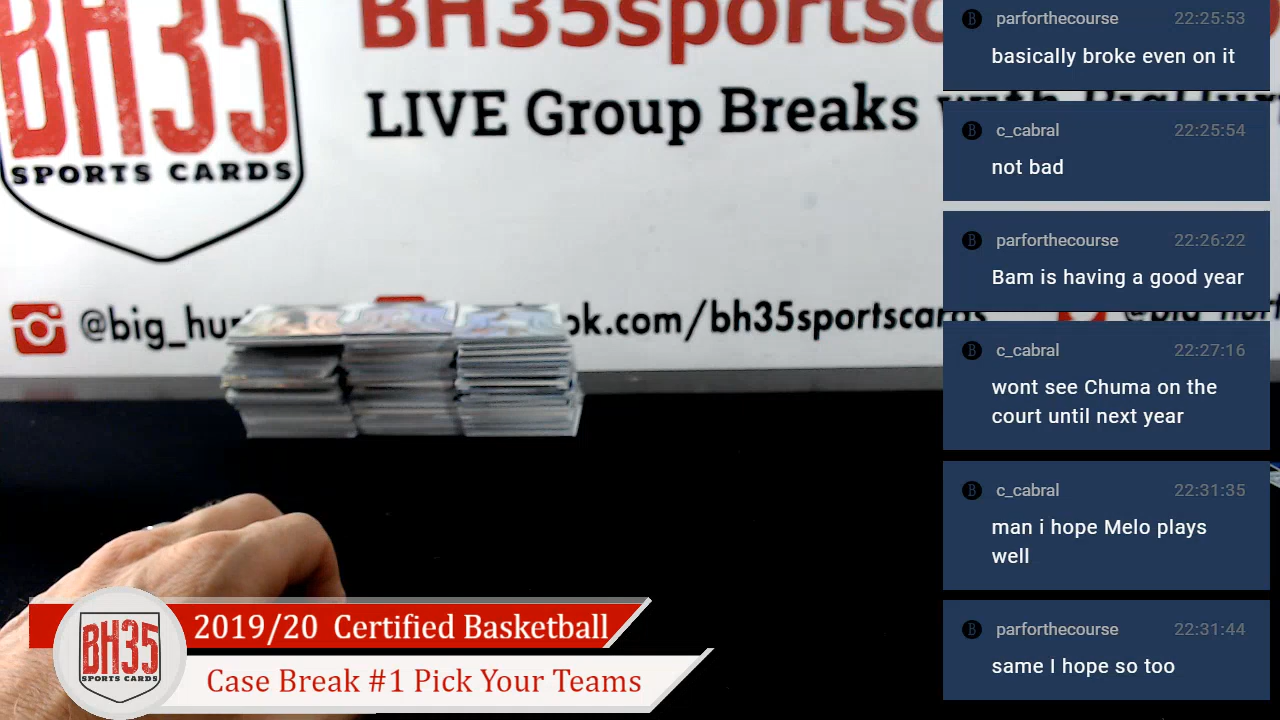 BH35
SPORTS CARDS
BH35sportsc
LIVE Group Breaks with
@big_hur
ok.com/bh35sportscards
parforthecourse 22:25:53
basically broke even on it
c_cabral 22:25:54
not bad
parforthecourse 22:26:22
Bam is having a good year
c_cabral 22:27:16
wont see Chuma on the
court until next year
c_cabral 22:31:35
man i hope Melo plays
well
parforthecourse 22:31:44
same I hope so too
BH35
SPORTS CARDS
2019/20 Certified Basketball
Case Break #1 Pick Your Teams